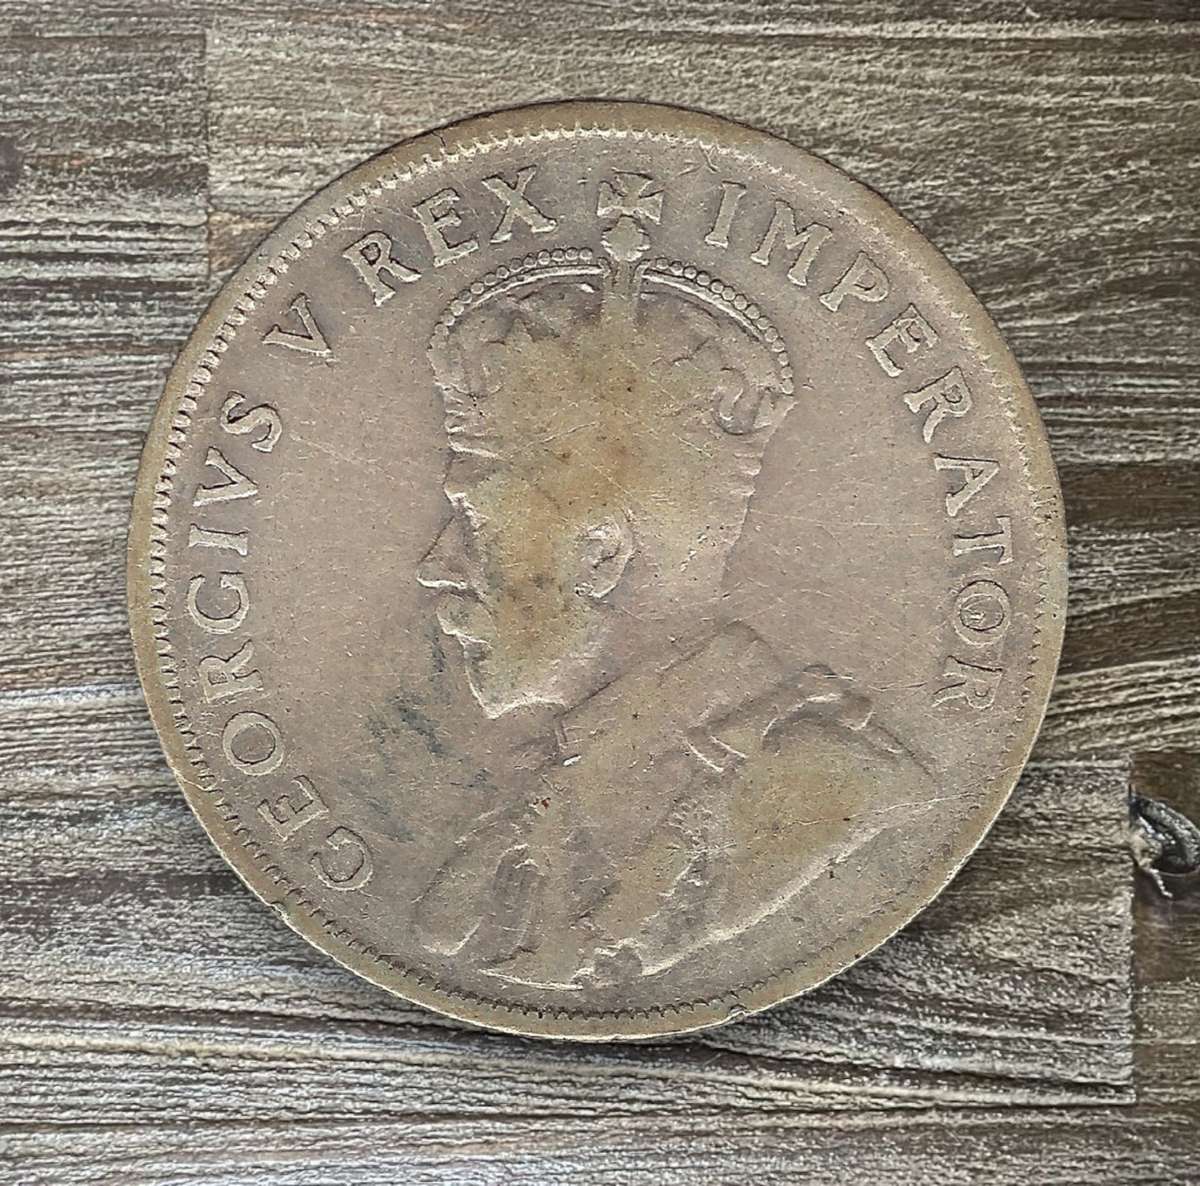 GEORGIVS V REX IMPERATOR